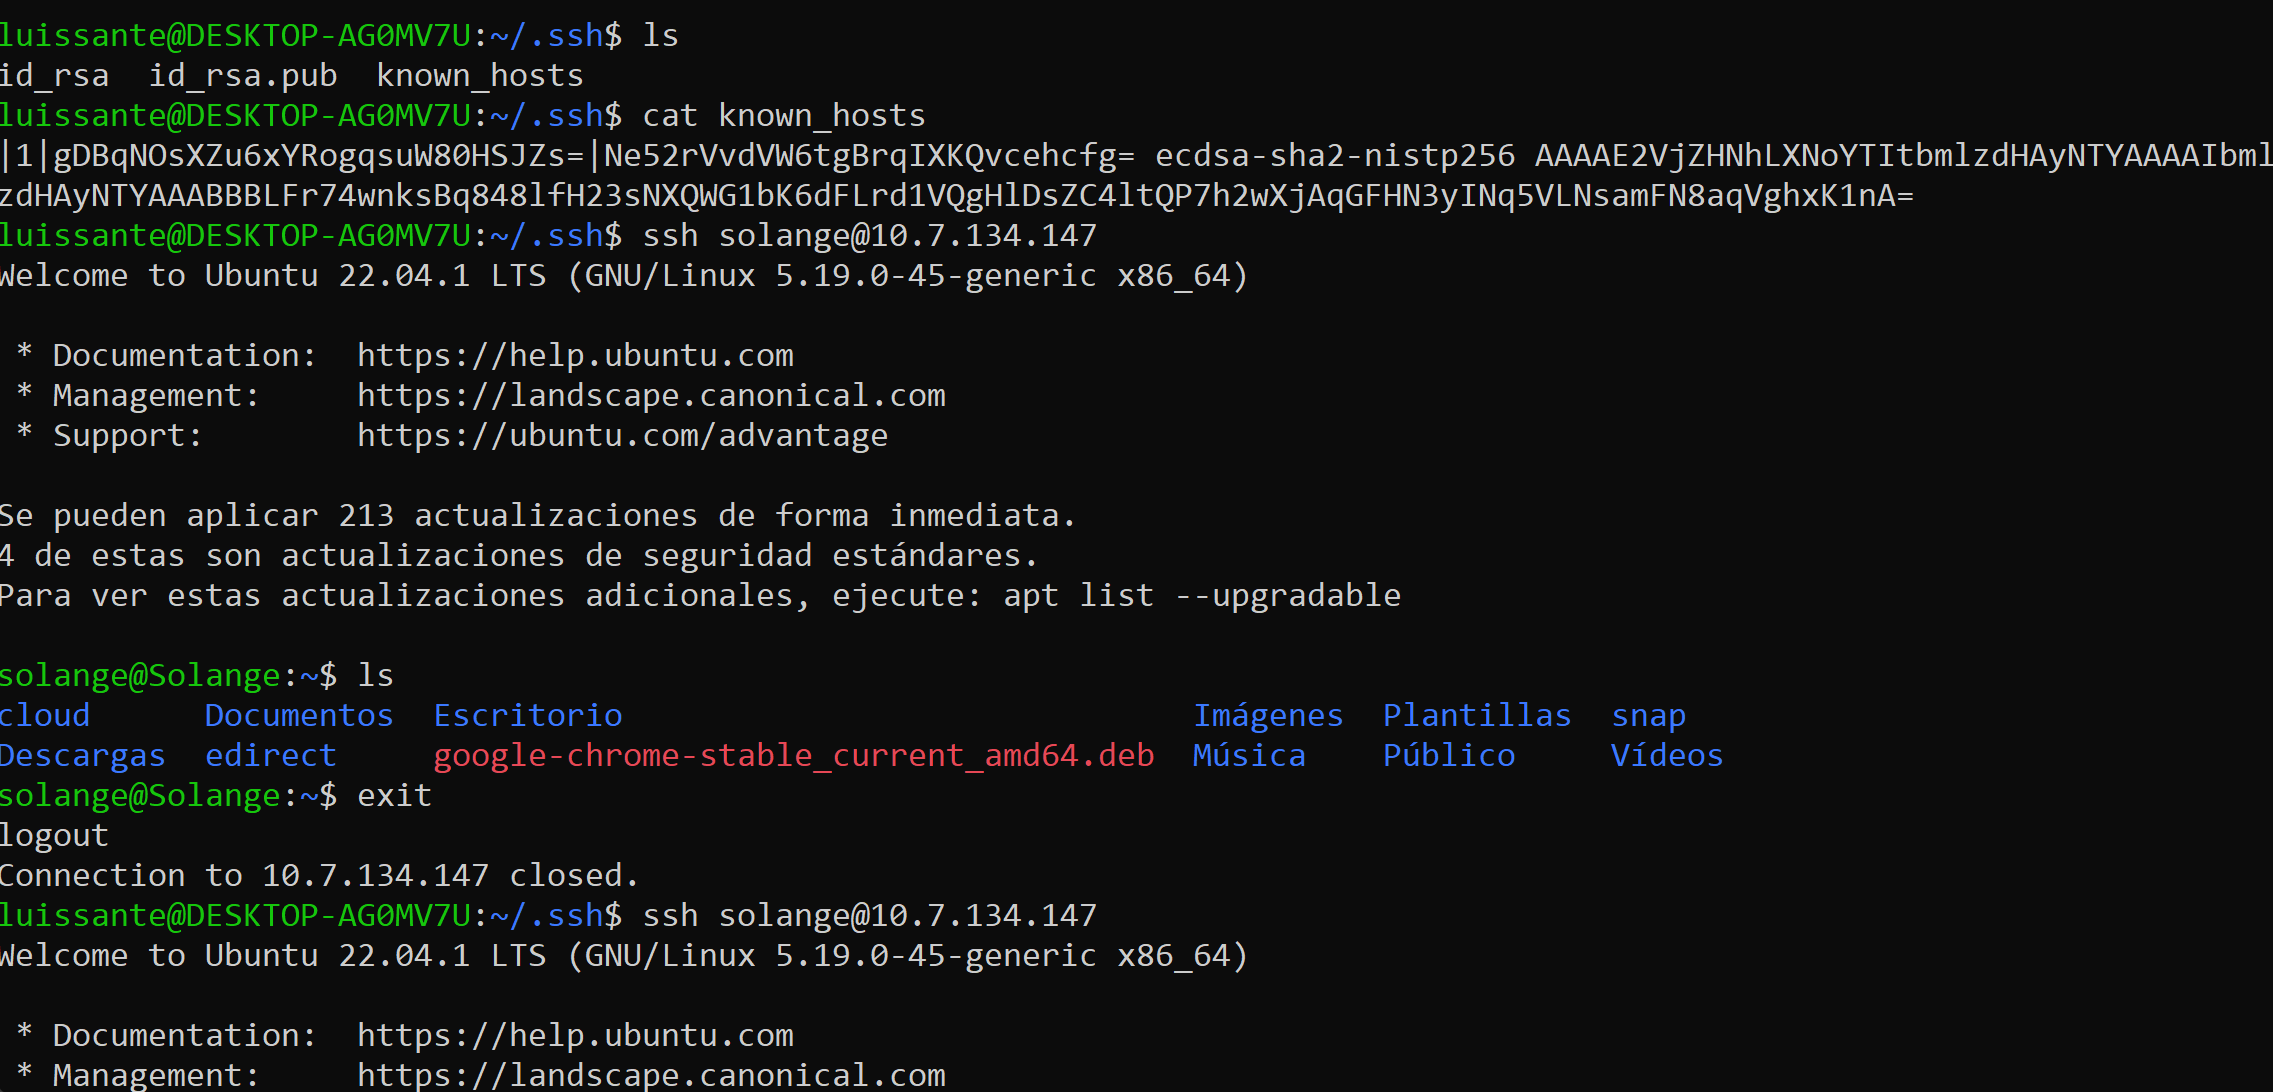 luissante@DESKTOP-AG0MV7U:~/.ssh$ ls
id_rsa  id_rsa.pub  known_hosts
luissante@DESKTOP-AG0MV7U:~/.ssh$ cat known_hosts
|1|gDBqNOsXZu6xYRogqsuW80HSJZs=|Ne52rVvdVW6tgBrqIXKQvcehcfg= ecdsa-sha2-nistp256 AAAAE2VjZHNhLXNoYTItbmlzdHAyNTYAAAAIbml
zdHAyNTYAAABBBLFr74wnksBq848lfH23sNXQWG1bK6dFLrd1VQgHlDsZC4ltQP7h2wXjAqGFHN3yINq5VLNsamFN8aqVghxK1nA=
luissante@DESKTOP-AG0MV7U:~/.ssh$ ssh solange@10.7.134.147
Welcome to Ubuntu 22.04.1 LTS (GNU/Linux 5.19.0-45-generic x86_64)
* Documentation:  https://help.ubuntu.com
* Management:     https://landscape.canonical.com
* Support:        https://ubuntu.com/advantage
Se pueden aplicar 213 actualizaciones de forma inmediata.
4 de estas son actualizaciones de seguridad estándares.
Para ver estas actualizaciones adicionales, ejecute: apt list --upgradable
solange@Solange:~$ ls
cloud      Documentos  Escritorio                              Imágenes  Plantillas  snap
Descargas  edirect     google-chrome-stable_current_amd64.deb  Música    Público     Vídeos
solange@Solange:~$ exit
logout
Connection to 10.7.134.147 closed.
luissante@DESKTOP-AG0MV7U:~/.ssh$ ssh solange@10.7.134.147
Welcome to Ubuntu 22.04.1 LTS (GNU/Linux 5.19.0-45-generic x86_64)
* Documentation:  https://help.ubuntu.com
* Management:     https://landscape.canonical.com